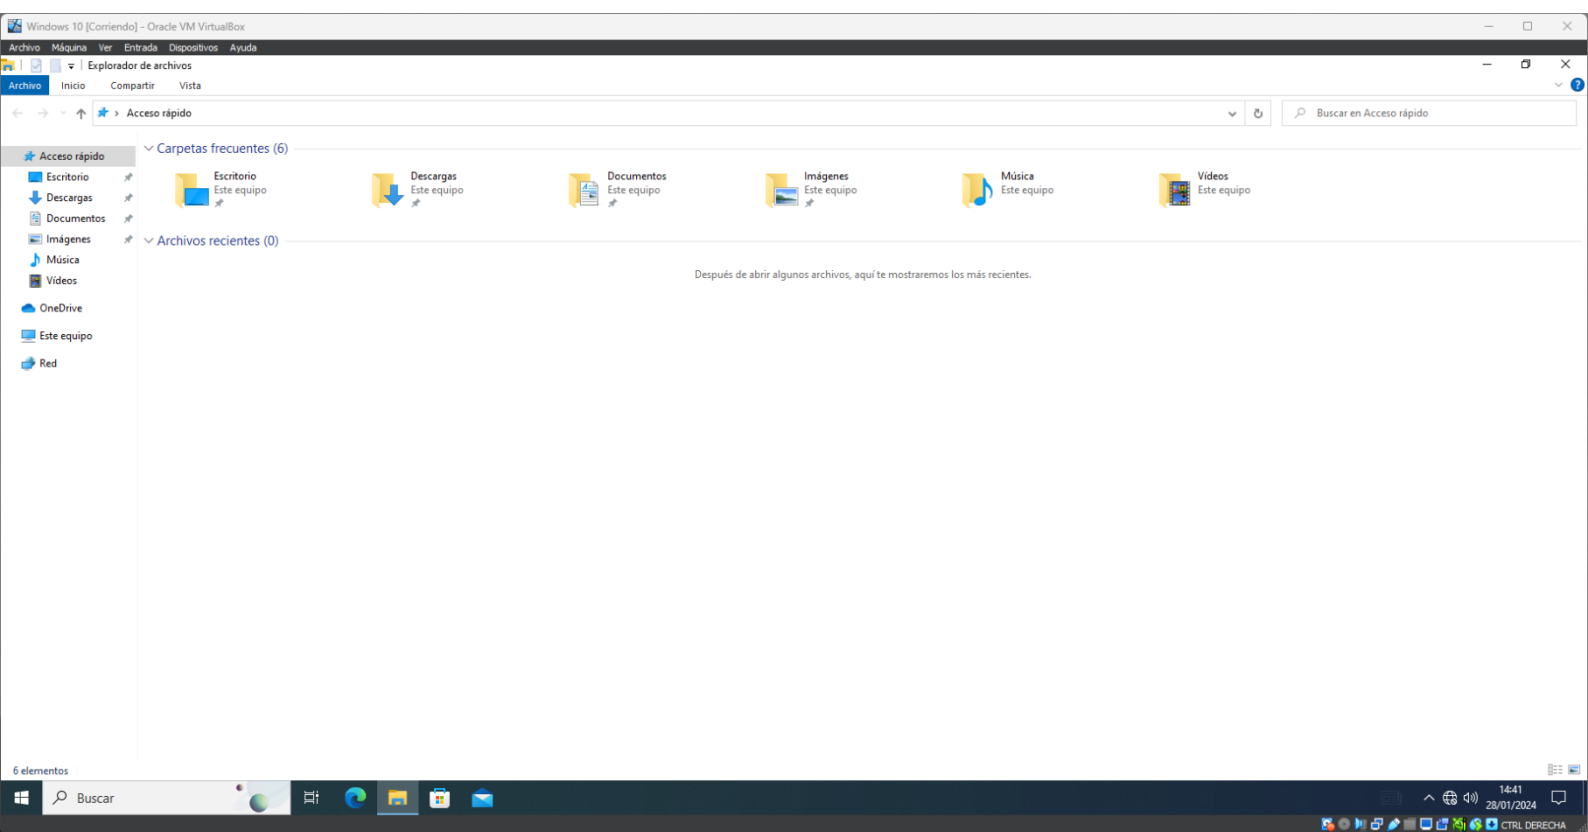 Windows 10 [Corriendo] - Oracle VM VirtualBox
Archivo Máquina Ver Entrada Dispositivos Ayuda
Explorador de archivos
Archivo Inicio Compartir Vista
Acceso rápido
Buscar en Acceso rápido
Acceso rápido
Escritorio
Descargas
Documentos
Imágenes
Música
Vídeos
OneDrive
Este equipo
Red
Carpetas frecuentes (6)
Escritorio
Este equipo
Descargas
Este equipo
Documentos
Este equipo
Imágenes
Este equipo
Música
Este equipo
Vídeos
Este equipo
Archivos recientes (0)
Después de abrir algunos archivos, aquí te mostraremos los más recientes.
6 elementos
Buscar
14:41
28/01/2024
CTRL DERECHA